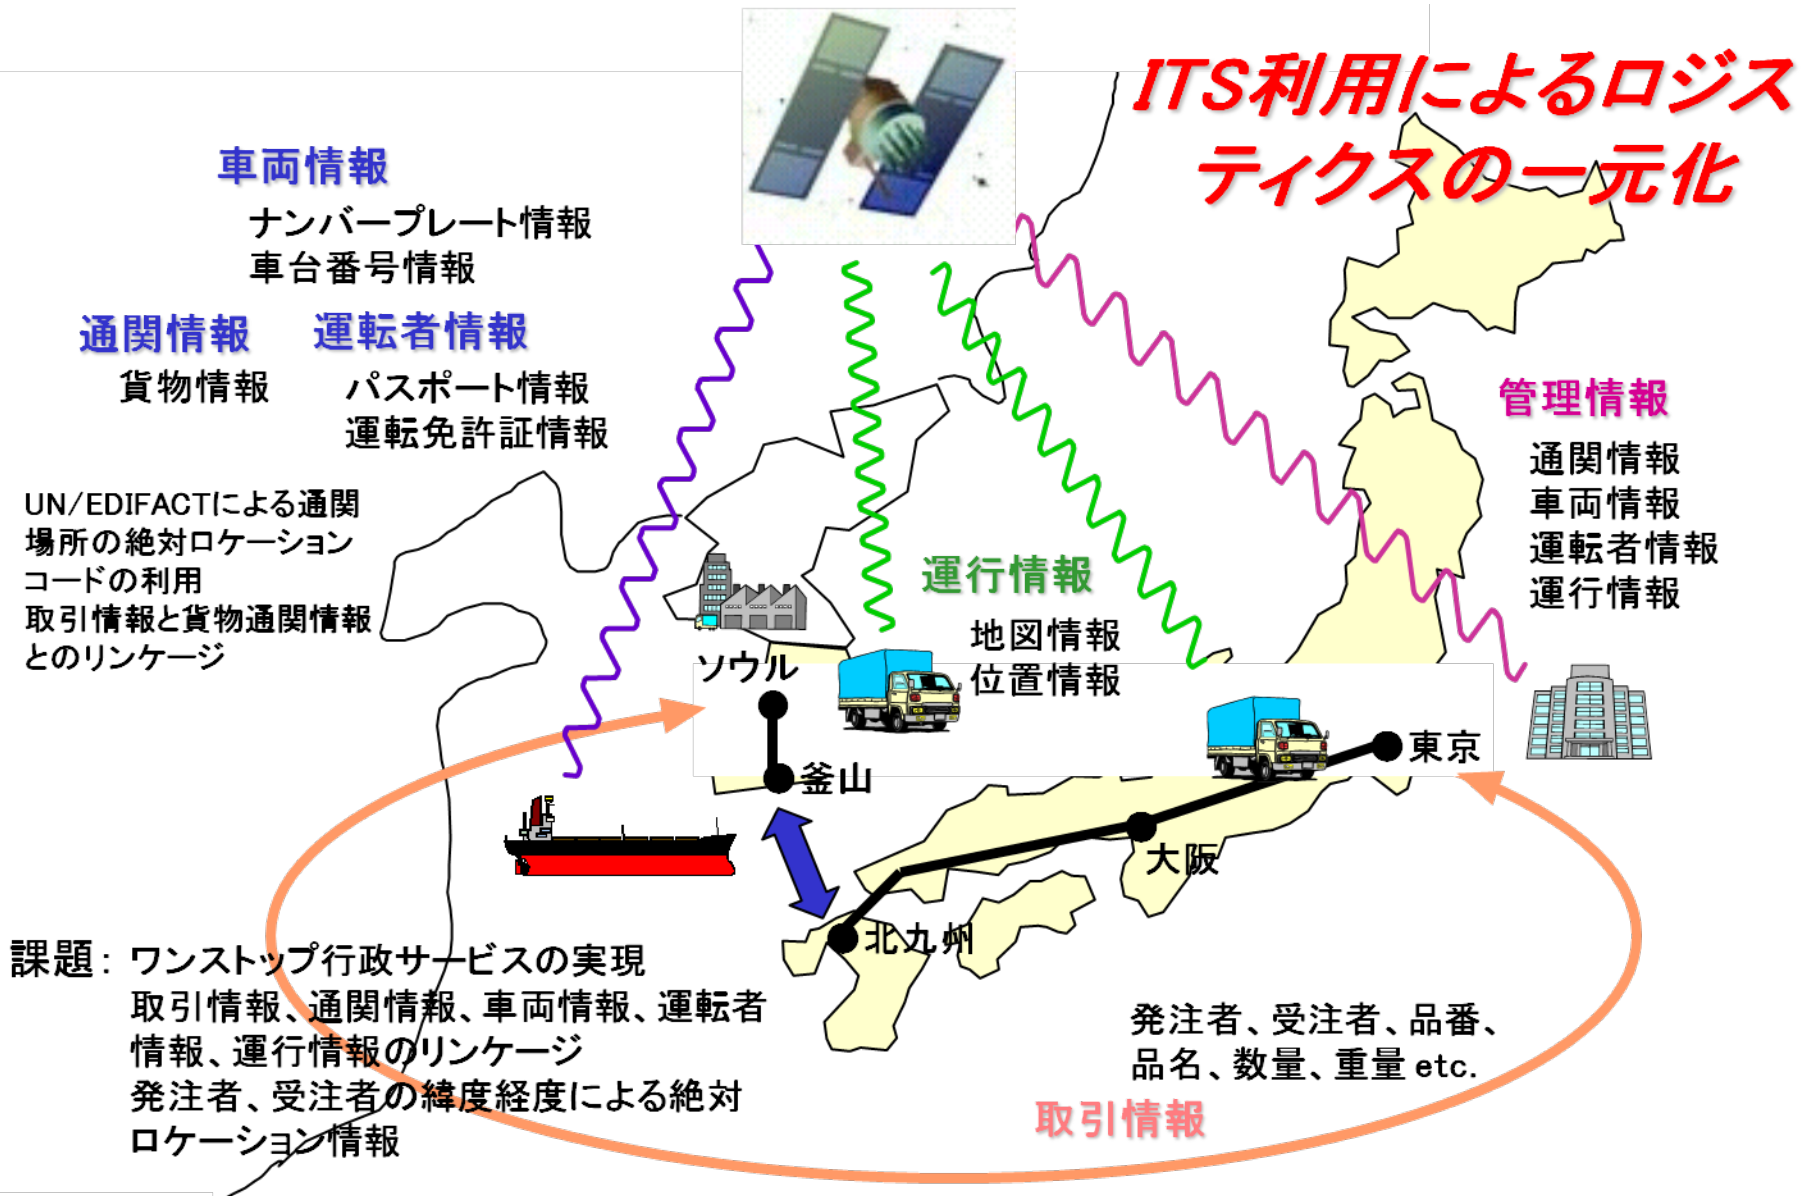 ITS利用によるロジス
ティクスの一元化
車両情報
ナンバープレート情報
車台番号情報
通関情報
貨物情報
運転者情報
パスポート情報
運転免許証情報
UN/EDIFACTによる通関
場所の絶対ロケーション
コードの利用
取引情報と貨物通関情報
とのリンケージ
管理情報
通関情報
車両情報
運転者情報
運行情報
運行情報
地図情報
位置情報
ソウル
釜山
東京
大阪
北九州
課題：ワンストップ行政サービスの実現
取引情報、通関情報、車両情報、運転者
情報、運行情報のリンケージ
発注者、受注者の緯度経度による絶対
ロケーション情報
発注者、受注者、品番、
品名、数量、重量 etc.
取引情報